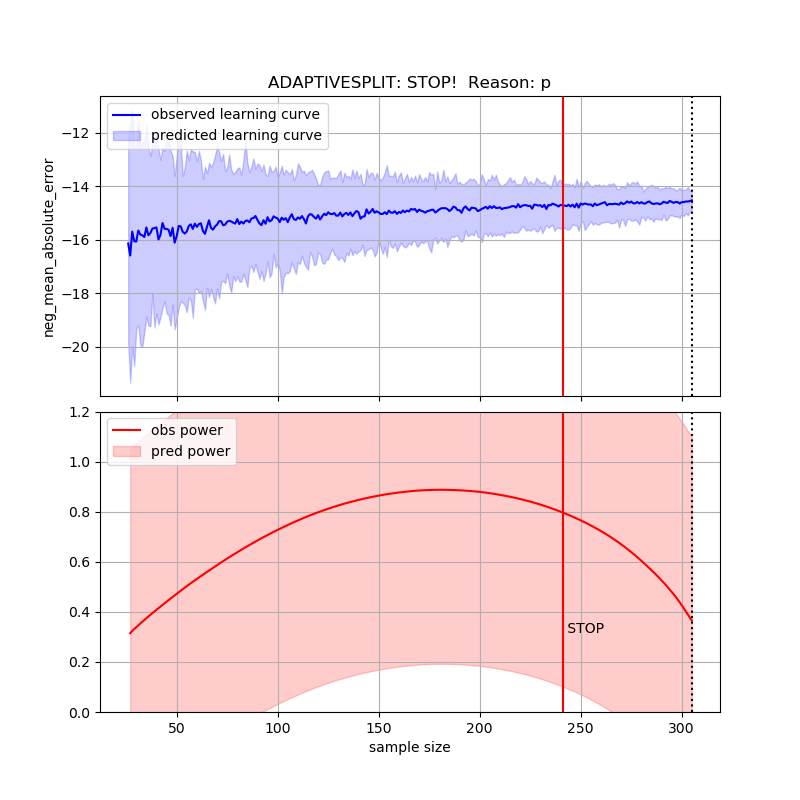 ADAPTIVESPLIT: STOP!  Reason: p
observed learning curve
predicted learning curve
neg_mean_absolute_error
−12
−14
−16
−18
−20
obs power
pred power
1.2
1.0
0.8
0.6
0.4
0.2
0.0
STOP
50 100 150 200 250 300
sample size